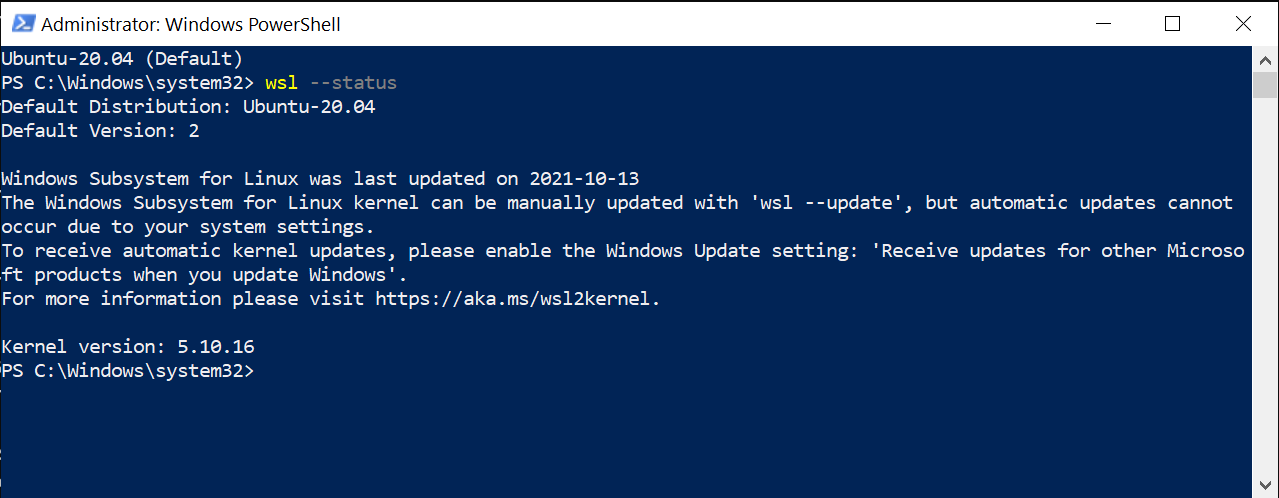 Administrator: Windows PowerShell
Ubuntu-20.04 (Default)
PS C:\Windows\system32> wsl --status
Default Distribution: Ubuntu-20.04
Default Version: 2
Windows Subsystem for Linux was last updated on 2021-10-13
The Windows Subsystem for Linux kernel can be manually updated with 'wsl --update', but automatic updates cannot
occur due to your system settings.
To receive automatic kernel updates, please enable the Windows Update setting: 'Receive updates for other Microso
ft products when you update Windows'.
For more information please visit https://aka.ms/wsl2kernel.
Kernel version: 5.10.16
PS C:\Windows\system32>